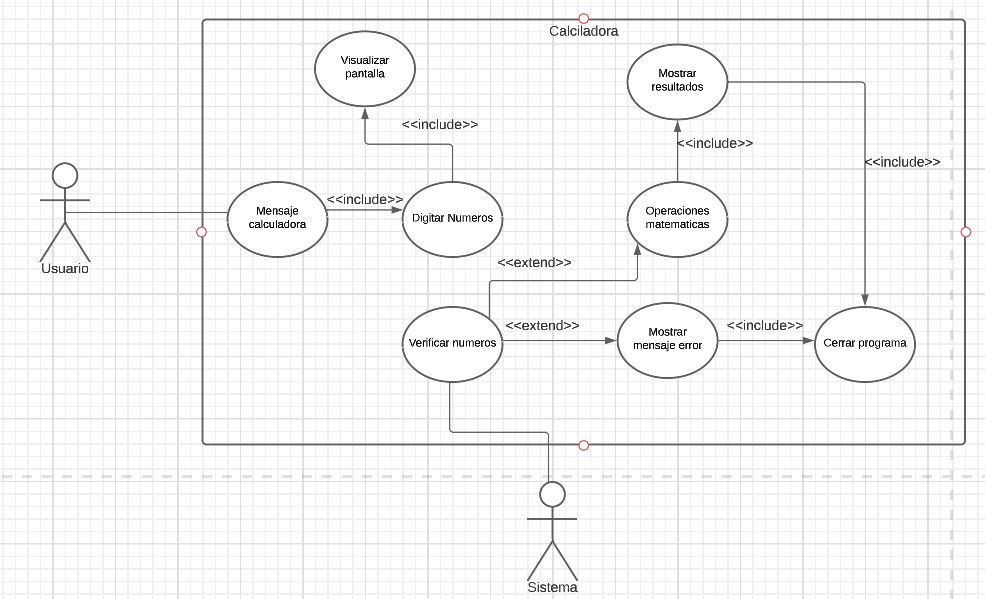 Calciladora
Visualizar
pantalla
Mostrar
resultados
<<include>>
<<include>>
<<include>>
Mensaje
calculadora
<<include>>
Digitar Numeros
Operaciones
matematicas
Usuario
<<extend>>
<<extend>>
Verificar numeros
Mostrar
mensaje error
<<include>>
Cerrar programa
Sistema